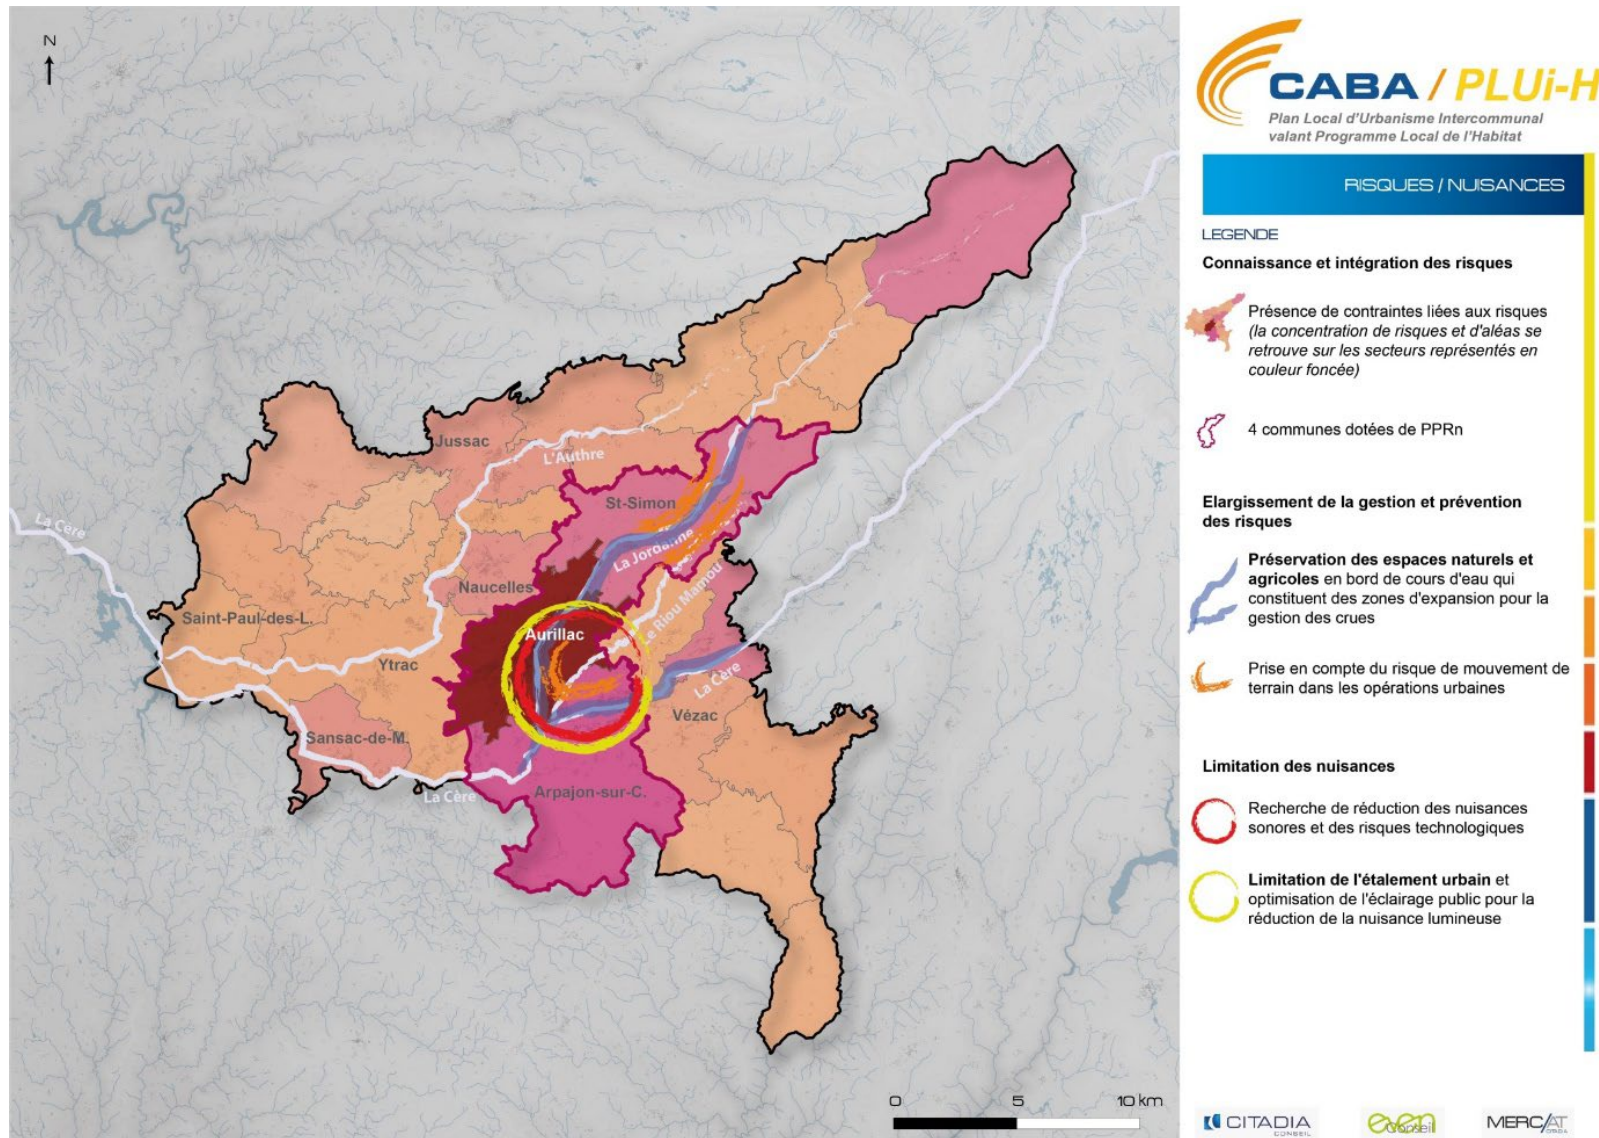 N
CABA / PLUi-H
Plan Local d'Urbanisme Intercommunal
valant Programme Local de l'Habitat
RISQUES / NUISANCES
LEGENDE
Connaissance et intégration des risques
Présence de contraintes liées aux risques
(la concentration de risques et d'aléas se
retrouve sur les secteurs représentés en
couleur foncée)
4 communes dotées de PPRn
Elargissement de la gestion et prévention
des risques
Préservation des espaces naturels et
agricoles en bord de cours d'eau qui
constituent des zones d'expansion pour la
gestion des crues
Prise en compte du risque de mouvement de
terrain dans les opérations urbaines
Limitation des nuisances
Recherche de réduction des nuisances
sonores et des risques technologiques
Limitation de l'étalement urbain et
optimisation de l'éclairage public pour la
réduction de la nuisance lumineuse
Jussac
L'Authre
St-Simon
La Cère
La Jordanne
Naucelles
Le Riou Mamou
Saint-Paul-des-L.
Aurillac
Ytrac
La Cère
Vézac
Sansac-de-M.
La Cère
Arpajon-sur-C.
0 5 10 km
CITADIA
CONSEIL
even
Conseil
MERC/AT